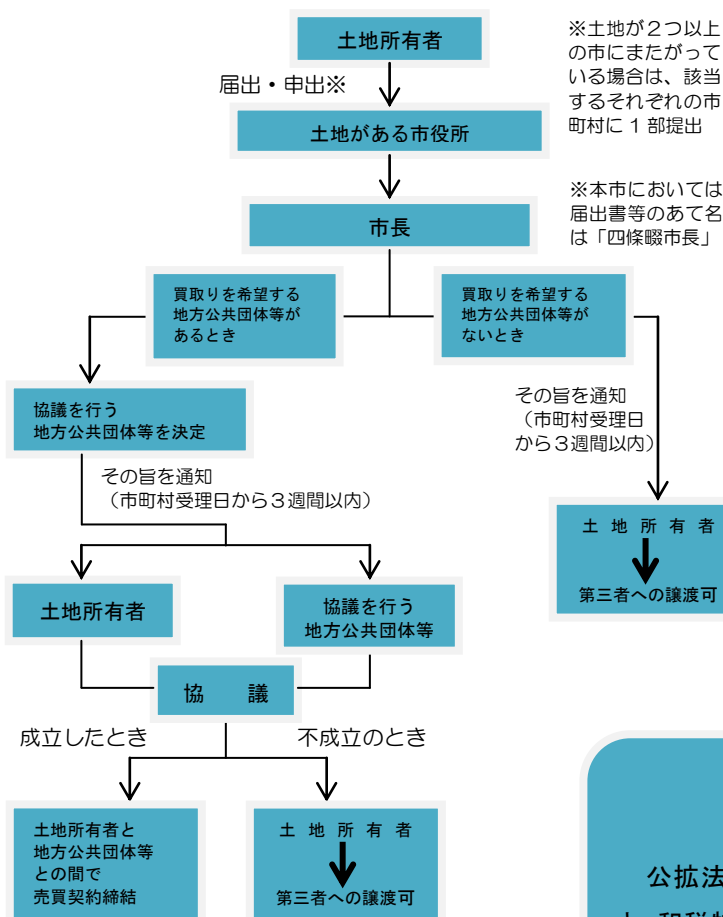 土地所有者
届出・申出※
※土地が２つ以上
の市にまたがって
いる場合は、該当
するそれぞれの市
町村に 1 部提出
土地がある市役所
※本市においては
届出書等のあて名
は「四條畷市長」
市長
買取りを希望する
地方公共団体等が
あるとき
買取りを希望する
地方公共団体等が
ないとき
協議を行う
地方公共団体等を決定
その旨を通知
（市町村受理日
から３週間以内）
その旨を通知
（市町村受理日から３週間以内）
土 地 所 有 者
第三者への譲渡可
土地所有者
協議を行う
地方公共団体等
協　　議
成立したとき
不成立のとき
土地所有者と
地方公共団体等
との間で
売買契約締結
土 地 所 有 者
第三者への譲渡可
公拡法